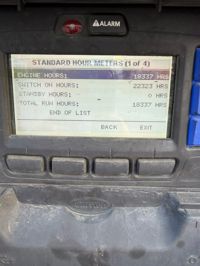 ALARM
STANDARD HOUR METERS (1 of 4)
ENGINE HOURS: 18337 HRS
SWITCH ON HOURS: 22323 HRS
STANDBY HOURS: 0 HRS
TOTAL RUN HOURS: 18337 HRS
END OF LIST
BACK EXIT